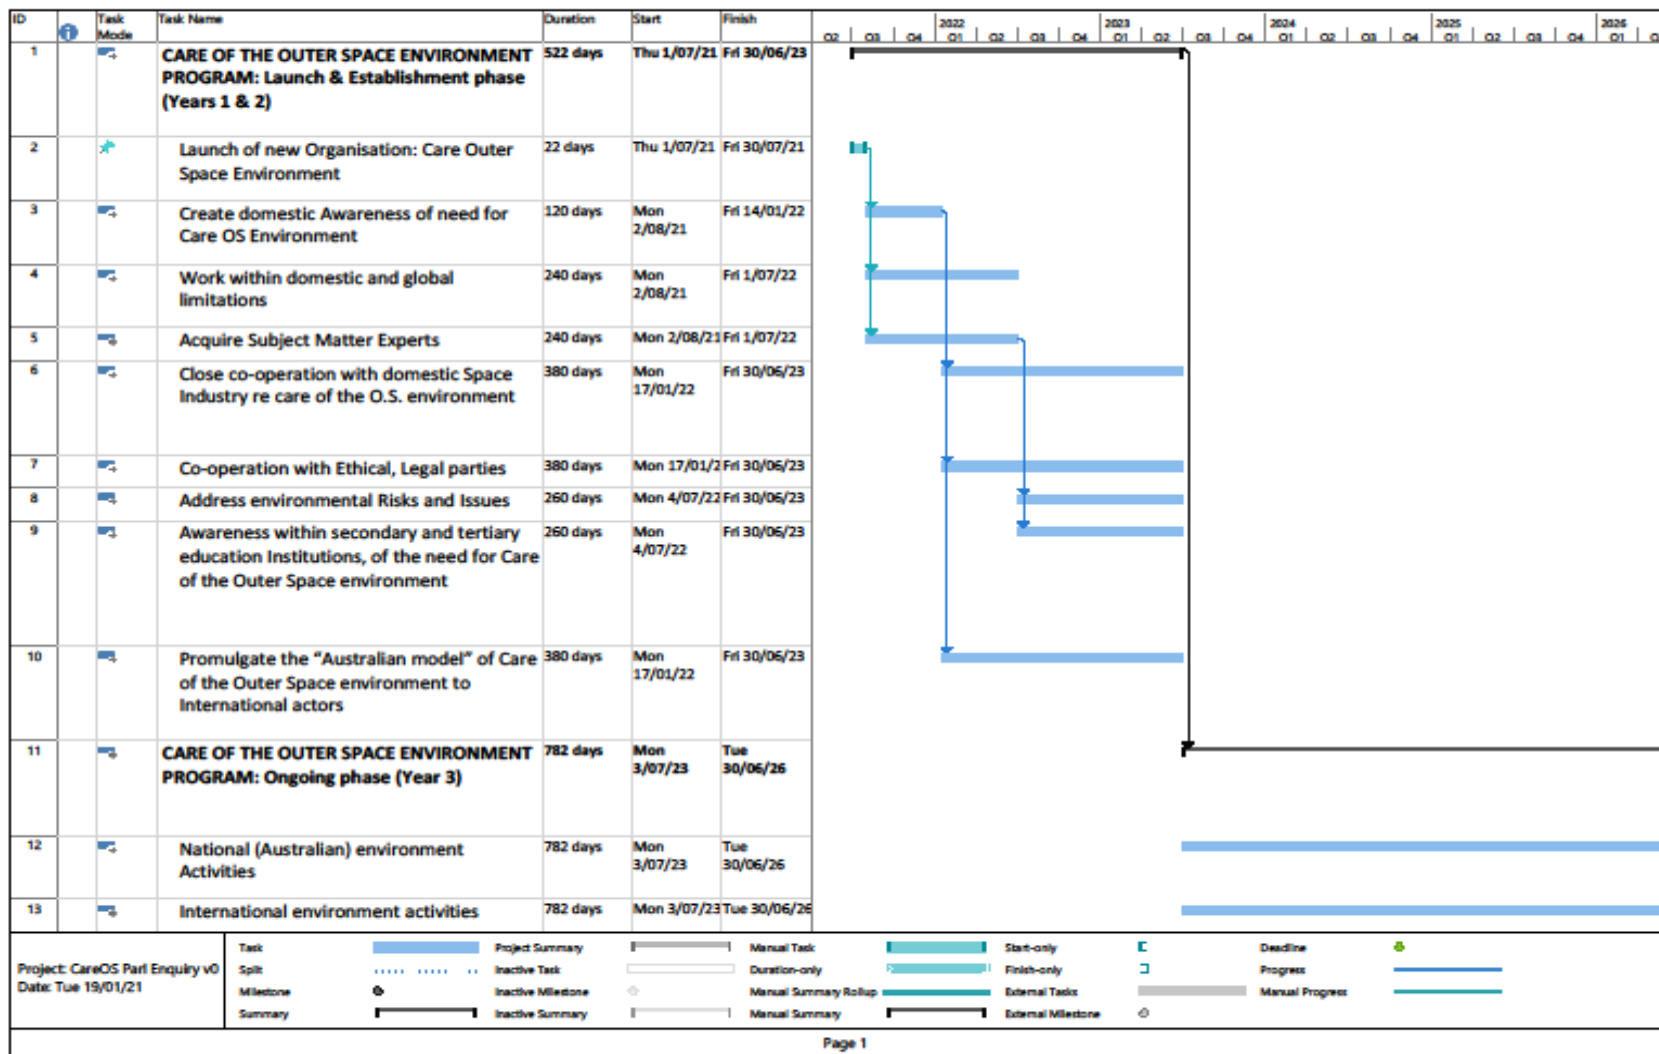 ID Task Mode Task Name Duration Start Finish
2022 2023 2024 2025 2026
Q2 Q3 Q4 Q1 Q2 Q3 Q4 Q1 Q2 Q3 Q4 Q1 Q2 Q3 Q4 Q1 Q2 Q3 Q4 Q1
1 CARE OF THE OUTER SPACE ENVIRONMENT 522 days Thu 1/07/21 Fri 30/06/23
PROGRAM: Launch & Establishment phase
(Years 1 & 2)
2 Launch of new Organisation: Care Outer 22 days Thu 1/07/21 Fri 30/07/21
Space Environment
3 Create domestic Awareness of need for 120 days Mon Fri 14/01/22
Care OS Environment 2/08/21
4 Work within domestic and global 240 days Mon Fri 1/07/22
limitations 2/08/21
5 Acquire Subject Matter Experts 240 days Mon 2/08/21 Fri 1/07/22
6 Close co-operation with domestic Space 380 days Mon Fri 30/06/23
Industry re care of the O.S. environment 17/01/22
7 Co-operation with Ethical, Legal parties 380 days Mon 17/01/2 Fri 30/06/23
8 Address environmental Risks and Issues 260 days Mon 4/07/22 Fri 30/06/23
9 Awareness within secondary and tertiary 260 days Mon Fri 30/06/23
education Institutions, of the need for Care 4/07/22
of the Outer Space environment
10 Promulgate the “Australian model” of Care 380 days Mon Fri 30/06/23
of the Outer Space environment to 17/01/22
International actors
11 CARE OF THE OUTER SPACE ENVIRONMENT 782 days Mon Tue
PROGRAM: Ongoing phase (Year 3) 3/07/23 30/06/26
12 National (Australian) environment 782 days Mon Tue
Activities 3/07/23 30/06/26
13 International environment activities 782 days Mon 3/07/23 Tue 30/06/26
Project: CareOS Parl Enquiry v0
Date: Tue 19/01/21
Task Project Summary Manual Task Start-only Deadline
Split Inactive Task Duration-only Finish-only Progress
Milestone Inactive Milestone Manual Summary Rollup External Tasks Manual Progress
Summary Inactive Summary Manual Summary External Milestone
Page 1